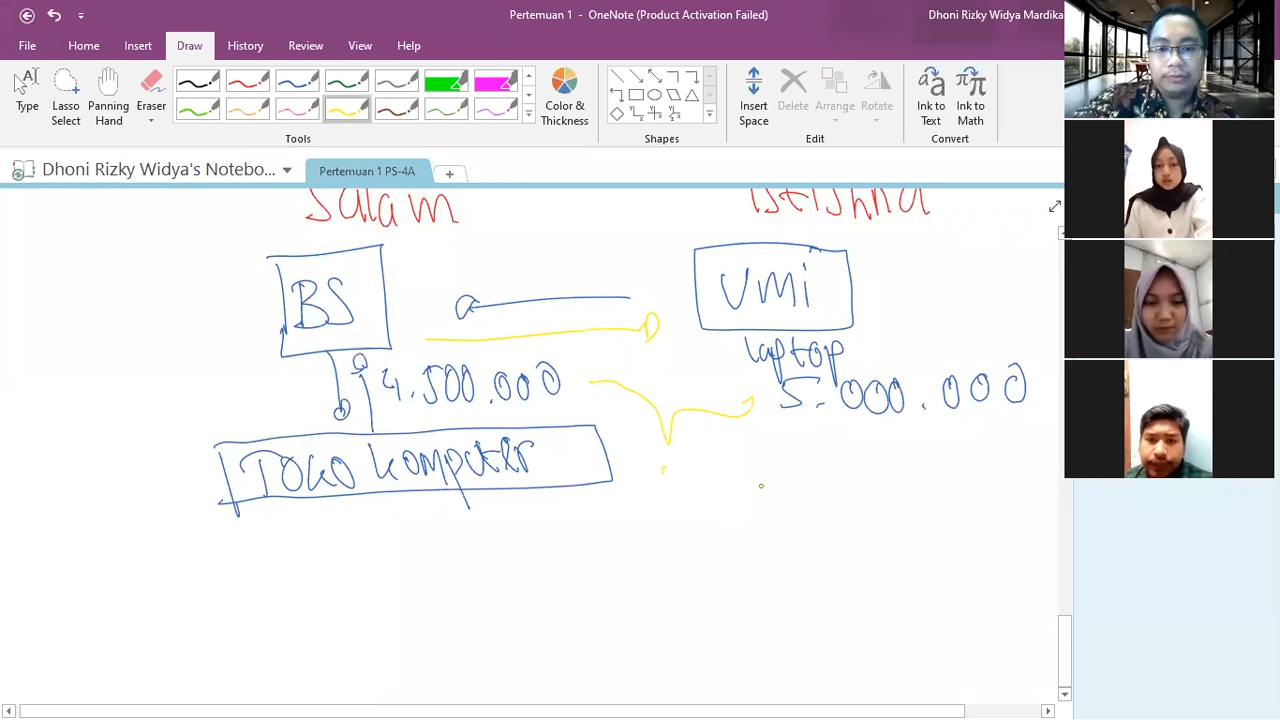 Pertemuan 1 - OneNote (Product Activation Failed)
Dhoni Rizky Widya Mardika
File Home Insert Draw History Review View Help
Type
Lasso Select
Panning Hand
Eraser
Color & Thickness
Insert Space
Delete
Arrange
Rotate
Ink to Text
Ink to Math
Tools
Shapes
Edit
Convert
Dhoni Rizky Widya's Notebo...
Pertemuan 1 PS-4A
Salam
Istishna
BS
UMi
laptop
4.500.000
5.000.000
Toko komputer